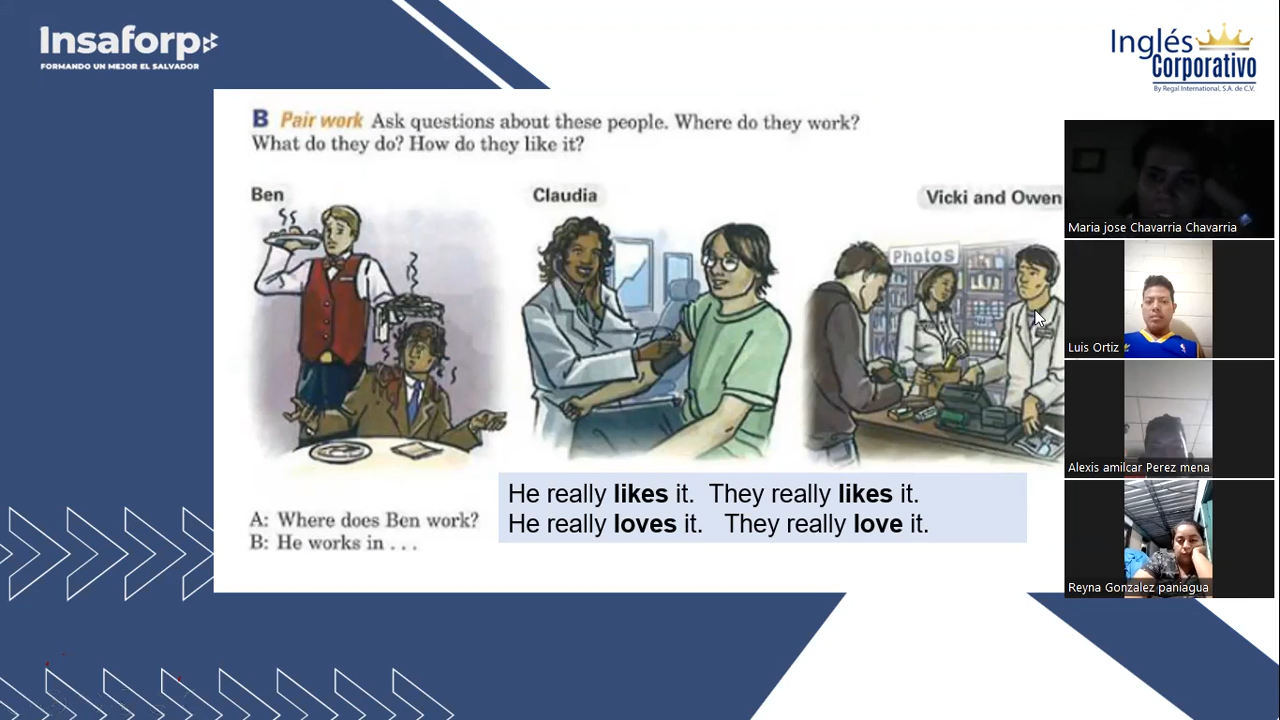 Insaforp
FORMANDO UN MEJOR EL SALVADOR
Inglés
Corporativo
By Regal International, S.A. de C.V.
B Pair work Ask questions about these people. Where do they work?
What do they do? How do they like it?
Ben
Claudia
Vicki and Owen
Photos
He really likes it. They really likes it.
He really loves it. They really love it.
A: Where does Ben work?
B: He works in . . .
Maria jose Chavarria Chavarria
Luis Ortiz
Alexis amilcar Perez mena
Reyna Gonzalez paniagua